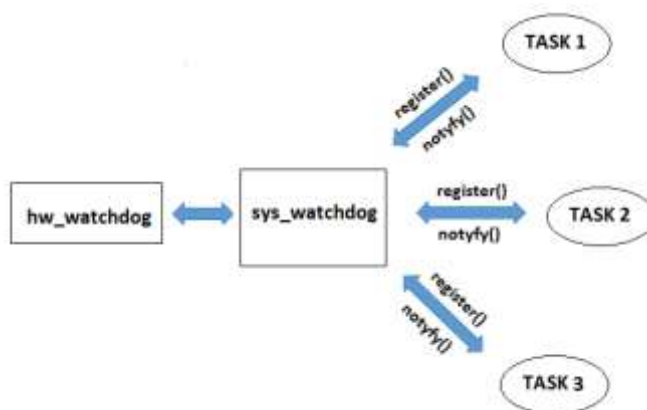 TASK 1
register()
notyfy()
hw_watchdog
sys_watchdog
register()
notyfy()
TASK 2
register()
notyfy()
TASK 3